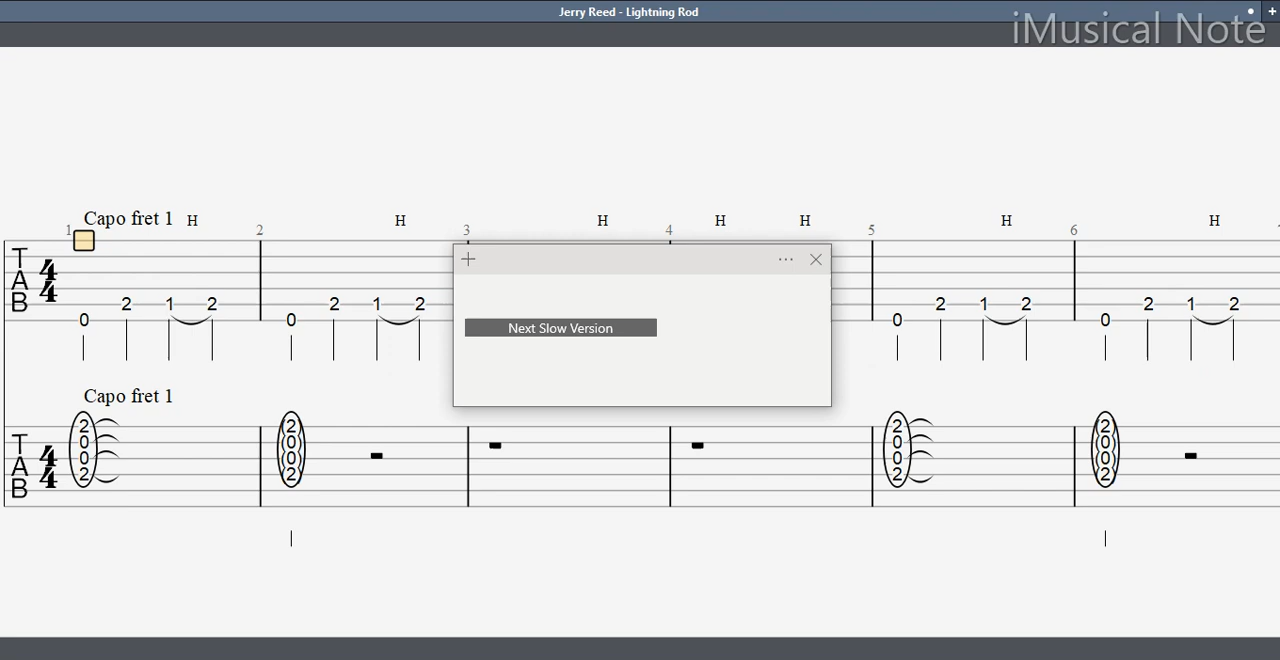 Jerry Reed - Lightning Rod
iMusical Note
Capo fret 1 H H H H H H H
1 2 3 4 5 6
T A B 4 4
2 1 2 2 1 2 2 1 2 2 1 2
0 0 0 0
Next Slow Version
Capo fret 1
T A B 4 4
2 2 2 2
0 0 0 0
0 0 0 0
2 2 2 2